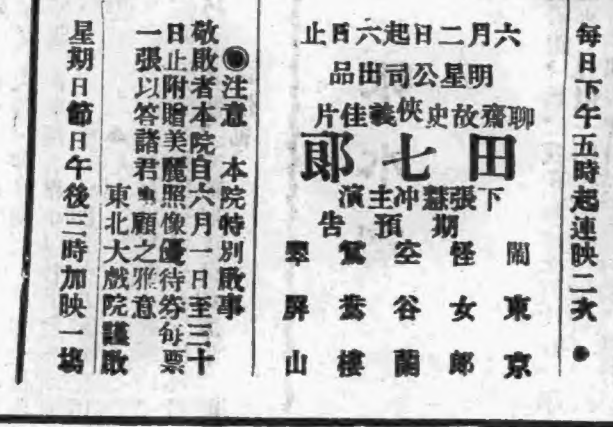 每日下午五時起連映二次●
六月二日起六日止
明星公司出品
聊齋故史俠義佳片
田七郎
下張慧冲主演
期預告
鬧東京
怪女郎
空谷蘭
鴛鴦樓
翠屏山
◉注意 本院特別啟事
敬啟者本院自六月一日至三十
日止附贈美麗照像優待券每票
一張以答諸君惠顧之雅意
東北大戲院謹啟
星期日節日午後三時加映一場